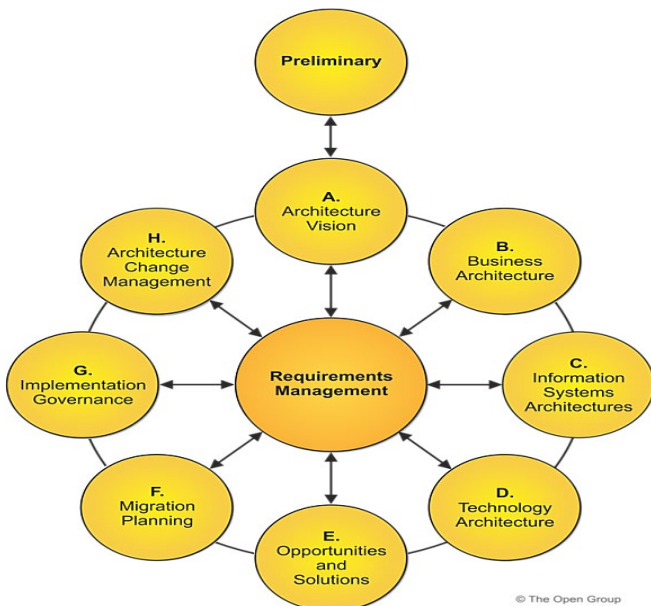 Preliminary
A.
Architecture
Vision
H.
Architecture
Change
Management
B.
Business
Architecture
G.
Implementation
Governance
Requirements
Management
C.
Information
Systems
Architectures
F.
Migration
Planning
D.
Technology
Architecture
E.
Opportunities
and
Solutions
© The Open Group